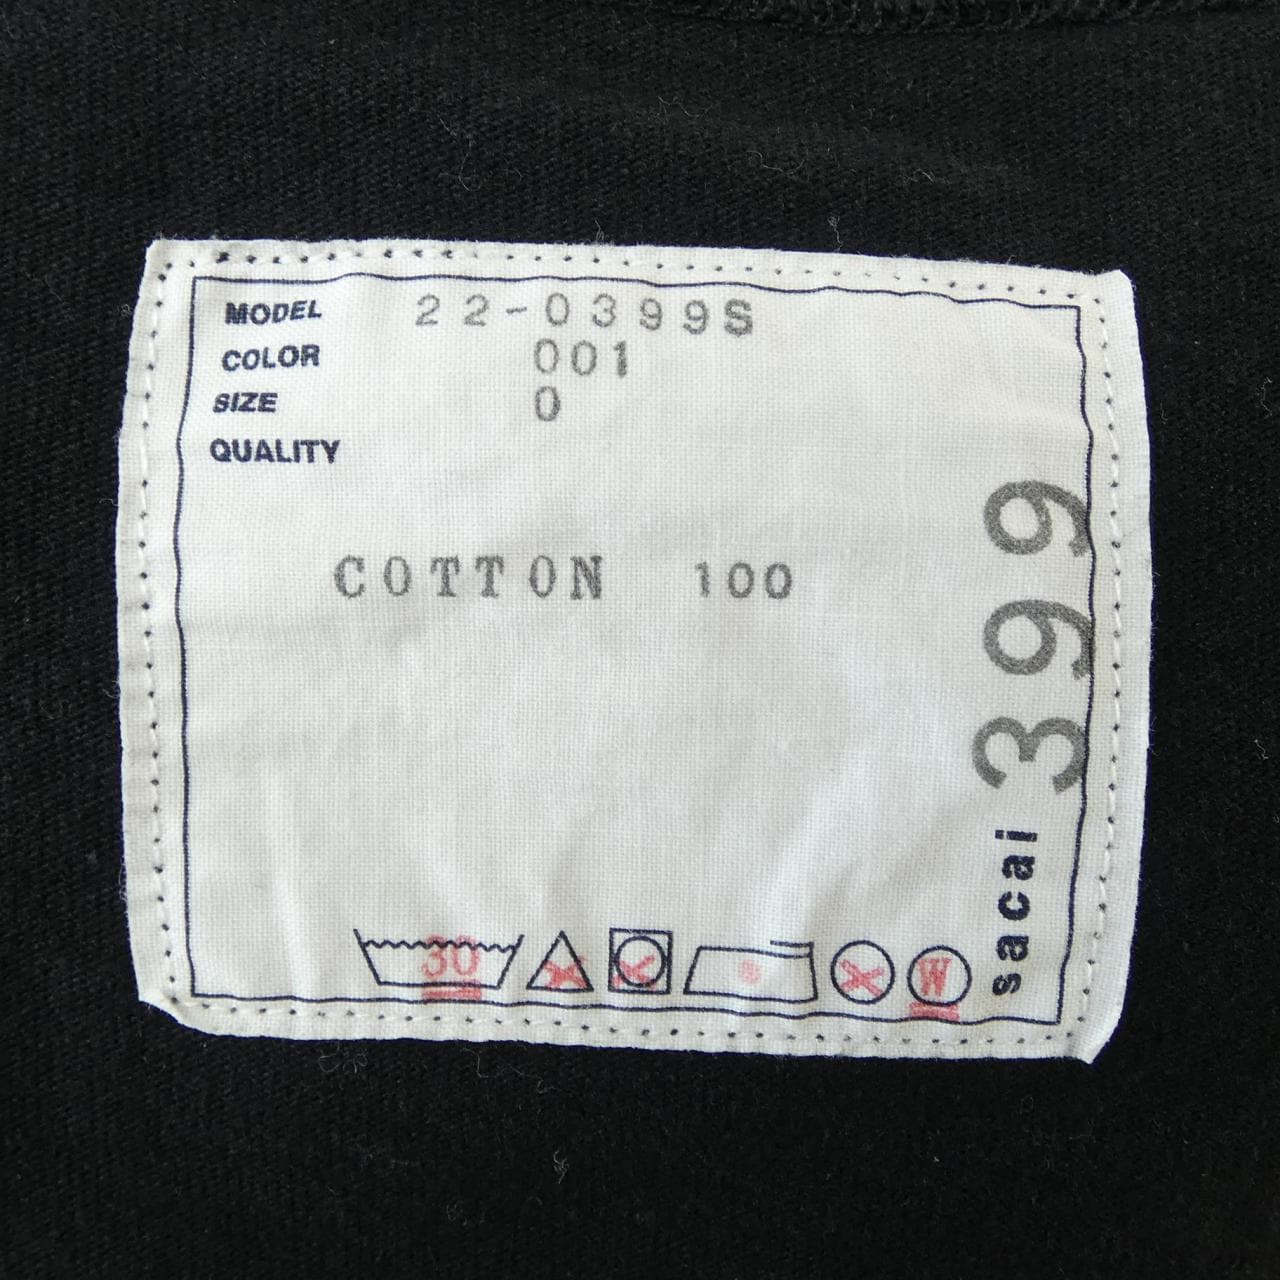 MODEL 22-0399S
COLOR 001
SIZE 0
QUALITY
COTTON 100
sacai 399
30
W